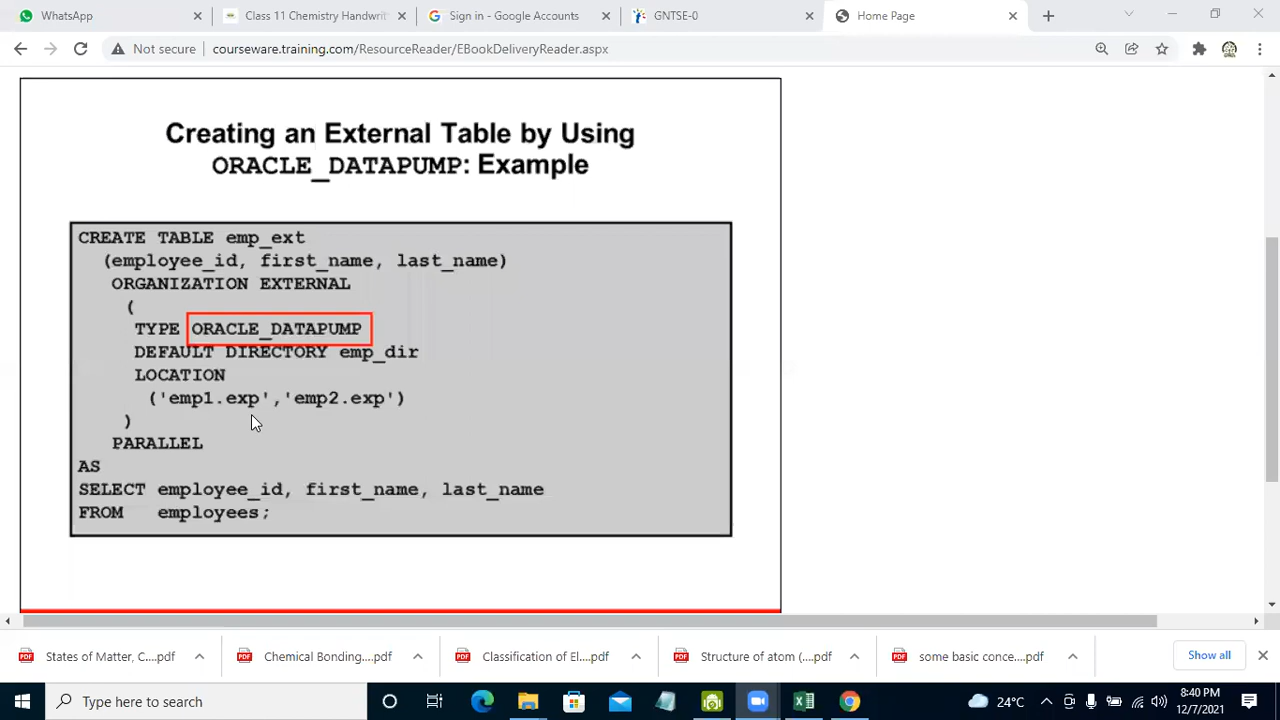 WhatsApp
Class 11 Chemistry Handwrit
Sign in - Google Accounts
GNTSE-0
Home Page
Not secure
courseware.training.com/ResourceReader/EBookDeliveryReader.aspx
Creating an External Table by Using
ORACLE_DATAPUMP: Example
CREATE TABLE emp_ext
(employee_id, first_name, last_name)
ORGANIZATION EXTERNAL
(
TYPE ORACLE_DATAPUMP
DEFAULT DIRECTORY emp_dir
LOCATION
('emp1.exp','emp2.exp')
)
PARALLEL
AS
SELECT employee_id, first_name, last_name
FROM employees;
States of Matter, C....pdf
Chemical Bonding....pdf
Classification of El....pdf
Structure of atom (....pdf
some basic conce....pdf
Show all
Type here to search
24°C
8:40 PM
12/7/2021